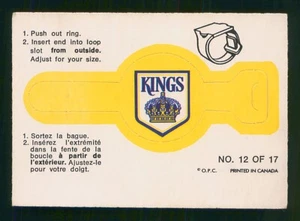 1. Push out ring.
2. Insert end into loop
slot from outside.
Adjust for your size.
KINGS
1. Sortez la bague.
2. Insérez l'extrémité
dans la fente de la
boucle à partir de
l'extérieur. Ajustez-le
pour votre doigt.
NO. 12 OF 17
© O.P.C. PRINTED IN CANADA